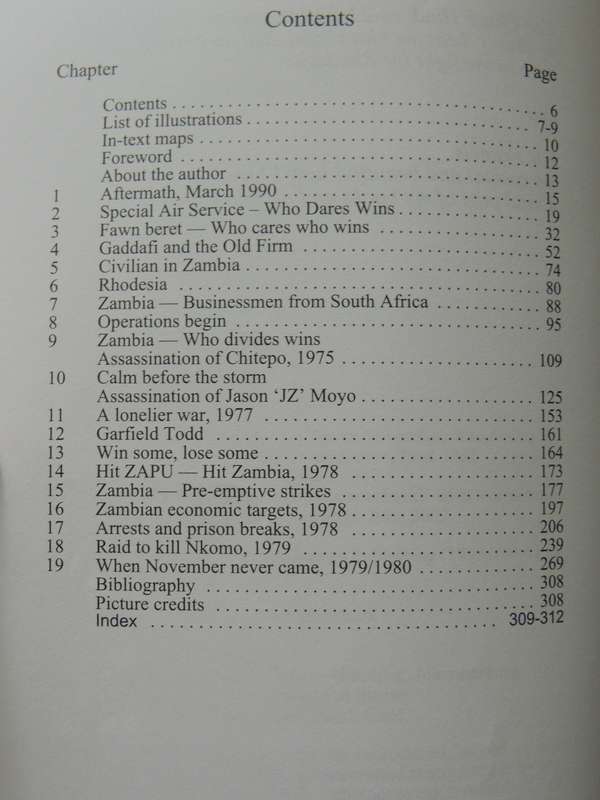 Contents
Chapter Page
Contents . . . . . . . . . . . . . . . . . . . . . . . . . . . . . . . . . . . . . . . . 6
List of illustrations . . . . . . . . . . . . . . . . . . . . . . . . . . . . . . 7-9
In-text maps . . . . . . . . . . . . . . . . . . . . . . . . . . . . . . . . . . . . 10
Foreword . . . . . . . . . . . . . . . . . . . . . . . . . . . . . . . . . . . . . . 12
About the author . . . . . . . . . . . . . . . . . . . . . . . . . . . . . . . . 13
1 Aftermath, March 1990 . . . . . . . . . . . . . . . . . . . . . . . . . . . 15
2 Special Air Service – Who Dares Wins . . . . . . . . . . . . . . . 19
3 Fawn beret — Who cares who wins . . . . . . . . . . . . . . . . . 32
4 Gaddafi and the Old Firm . . . . . . . . . . . . . . . . . . . . . . . . . 52
5 Civilian in Zambia . . . . . . . . . . . . . . . . . . . . . . . . . . . . . . . 74
6 Rhodesia . . . . . . . . . . . . . . . . . . . . . . . . . . . . . . . . . . . . . . 80
7 Zambia — Businessmen from South Africa . . . . . . . . . . . 88
8 Operations begin . . . . . . . . . . . . . . . . . . . . . . . . . . . . . . . . 95
9 Zambia — Who divides wins
Assassination of Chitepo, 1975 . . . . . . . . . . . . . . . . . . . . . 109
10 Calm before the storm
Assassination of Jason ‘JZ’ Moyo . . . . . . . . . . . . . . . . . . . 125
11 A lonelier war, 1977 . . . . . . . . . . . . . . . . . . . . . . . . . . . . . 153
12 Garfield Todd . . . . . . . . . . . . . . . . . . . . . . . . . . . . . . . . . . 161
13 Win some, lose some . . . . . . . . . . . . . . . . . . . . . . . . . . . . . 164
14 Hit ZAPU — Hit Zambia, 1978 . . . . . . . . . . . . . . . . . . . . 173
15 Zambia — Pre-emptive strikes . . . . . . . . . . . . . . . . . . . . . 177
16 Zambian economic targets, 1978 . . . . . . . . . . . . . . . . . . . . 197
17 Arrests and prison breaks, 1978 . . . . . . . . . . . . . . . . . . . . 206
18 Raid to kill Nkomo, 1979 . . . . . . . . . . . . . . . . . . . . . . . . . 239
19 When November never came, 1979/1980 . . . . . . . . . . . . . 269
Bibliography . . . . . . . . . . . . . . . . . . . . . . . . . . . . . . . . . . . 308
Picture credits . . . . . . . . . . . . . . . . . . . . . . . . . . . . . . . . . . 308
Index . . . . . . . . . . . . . . . . . . . . . . . . . . . . . . . . . . . . 309-312